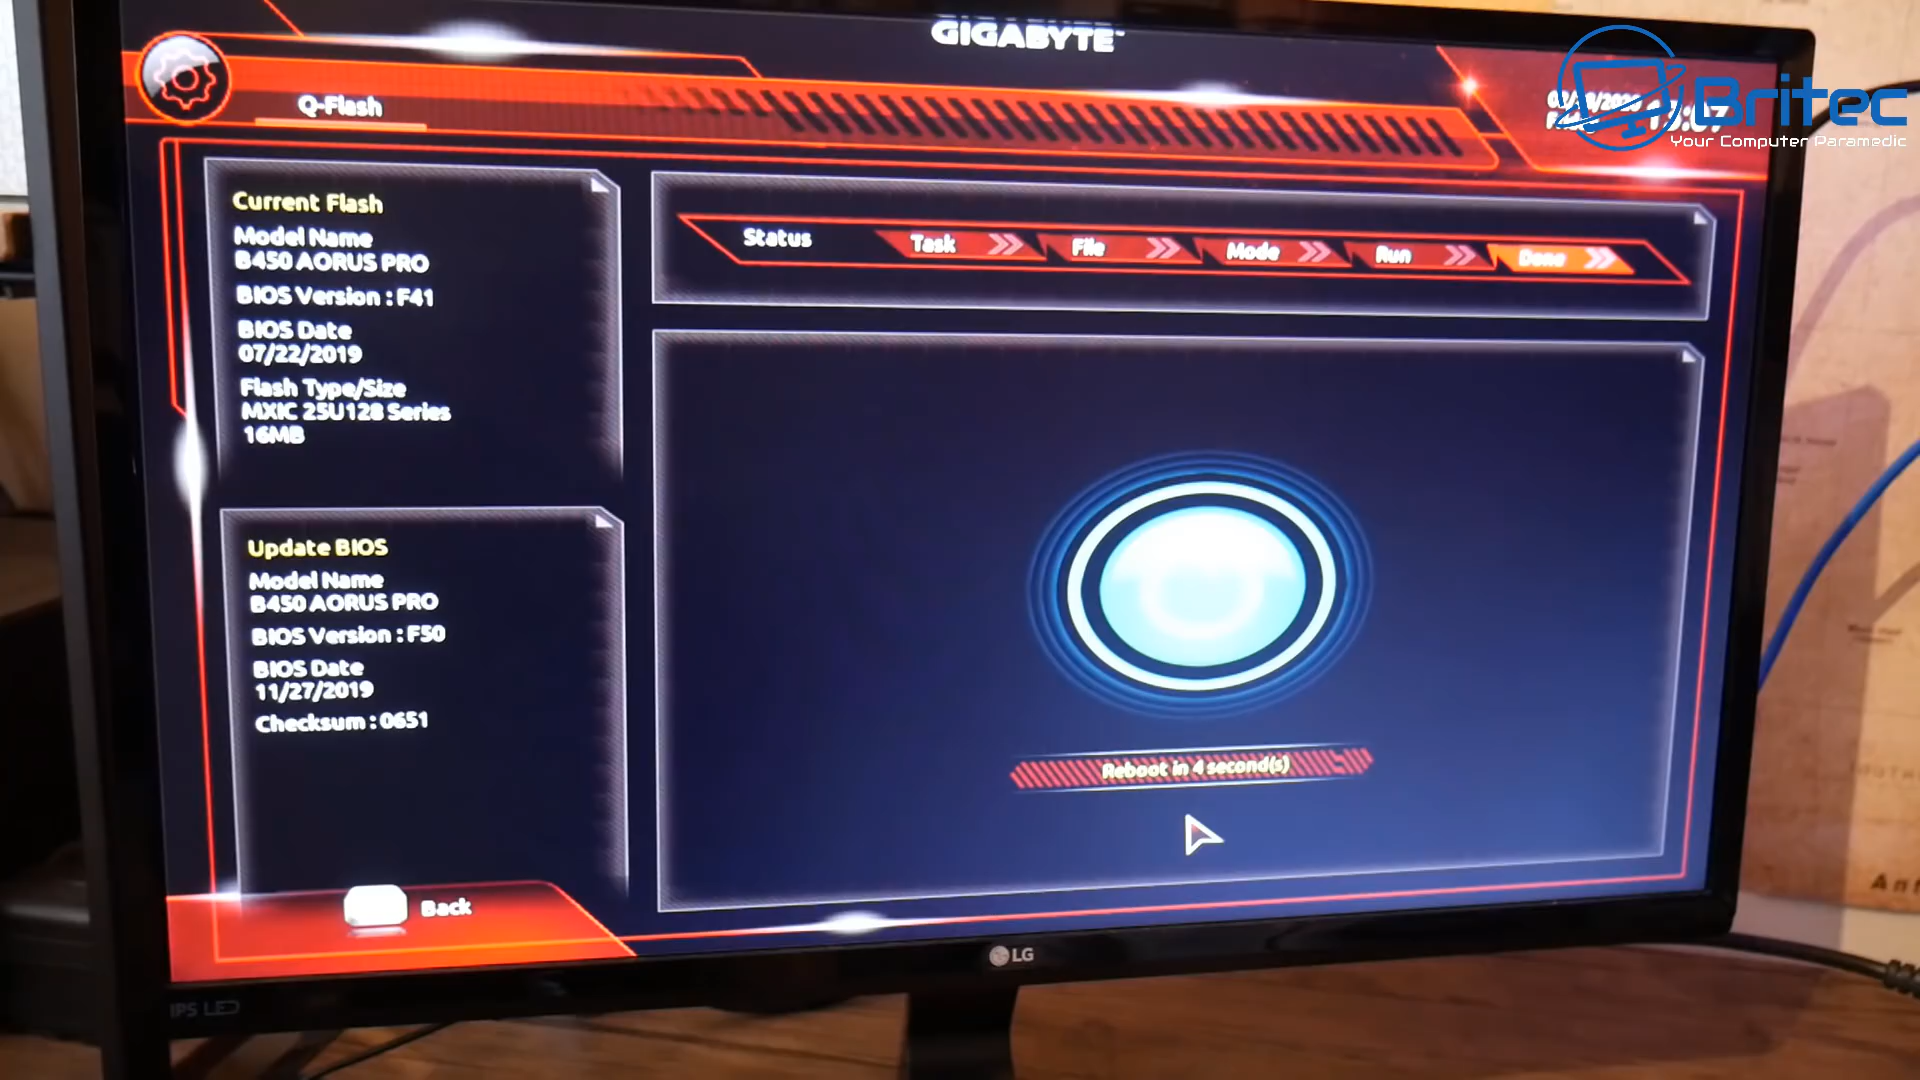 GIGABYTE™
Britec
Your Computer Paramedic
Q-Flash
Current Flash
Model Name
B450 AORUS PRO
BIOS Version : F41
BIOS Date
07/22/2019
Flash Type/Size
MXIC 25U128 Series
16MB
Status
Task
File
Mode
Run
Done
Update BIOS
Model Name
B450 AORUS PRO
BIOS Version : F50
BIOS Date
11/27/2019
Checksum : 0651
Reboot in 4 second(s)
Back
LG
IPS LED